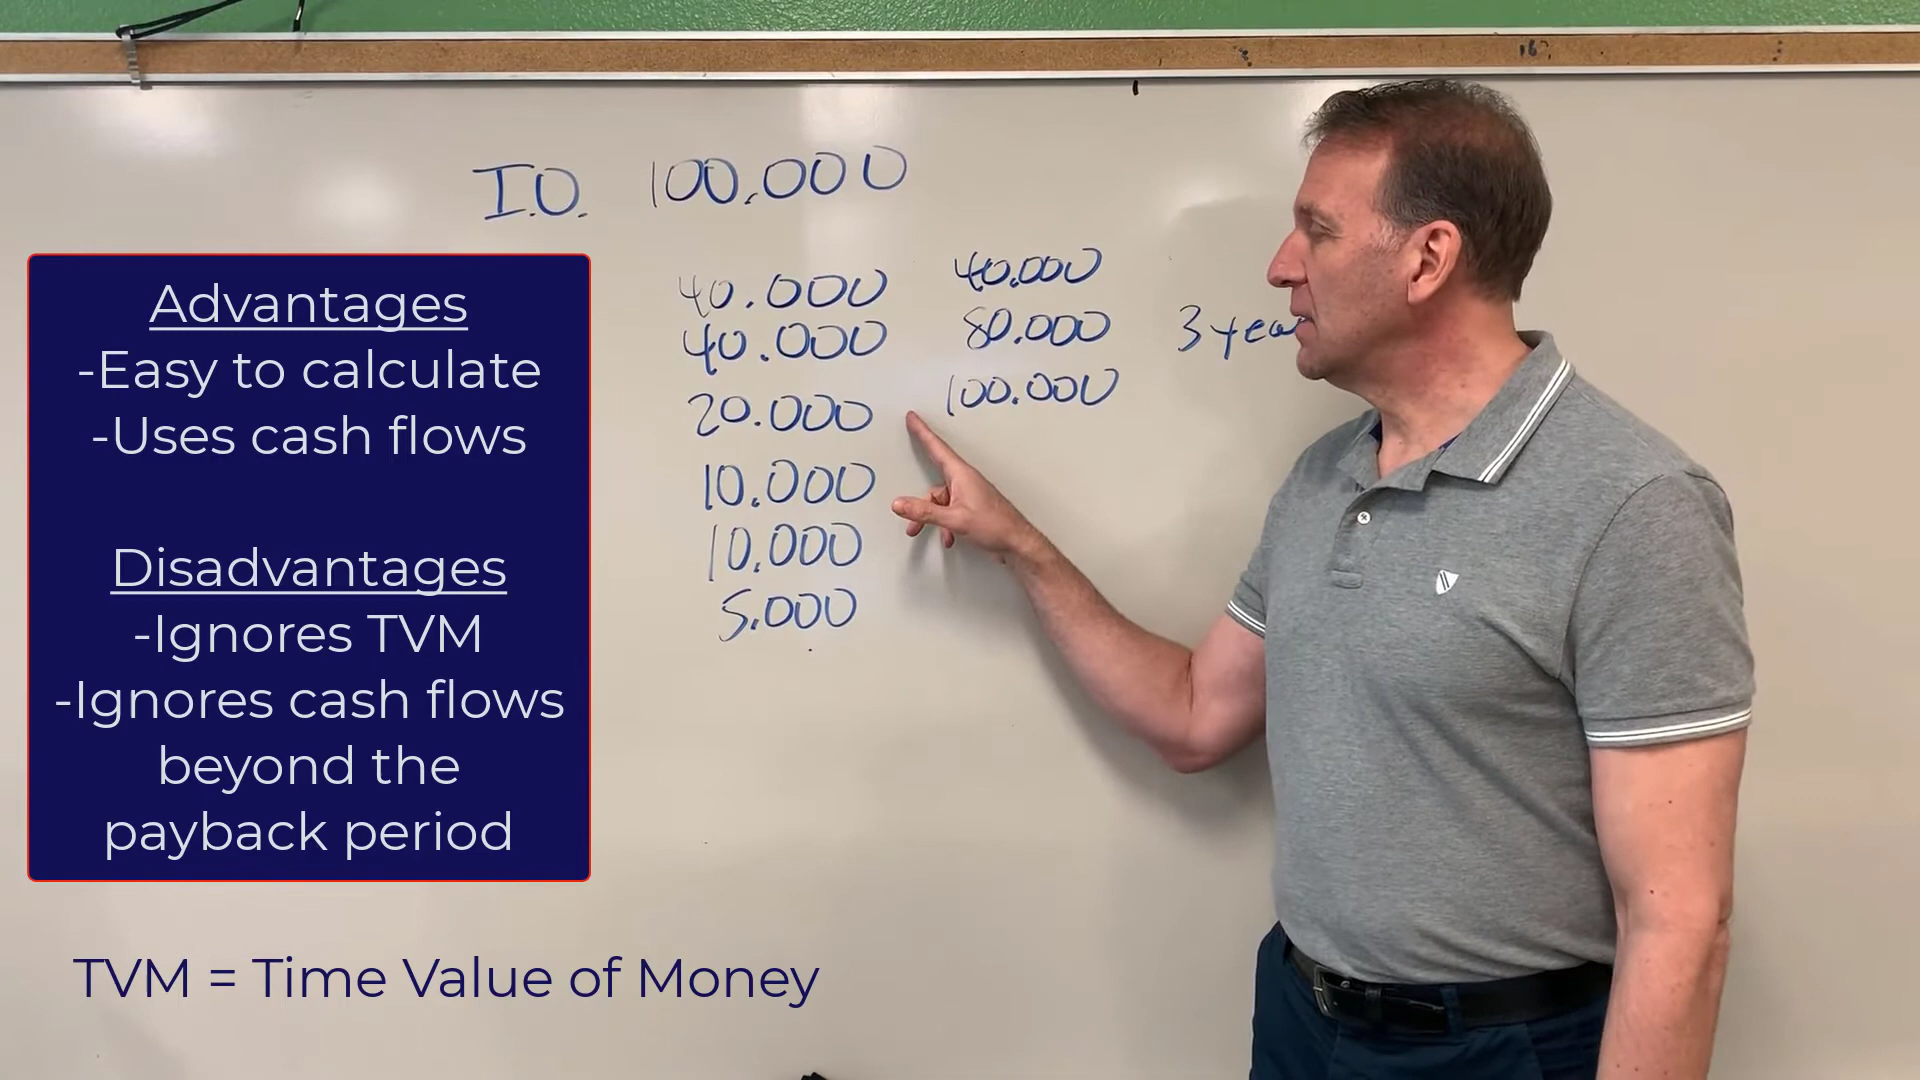 I.O. 100,000
40.000 40.000
40.000 80.000 3 yea
20.000 100.000
10.000
10,000
5.000
Advantages
-Easy to calculate
-Uses cash flows
Disadvantages
-Ignores TVM
-Ignores cash flows
beyond the
payback period
TVM = Time Value of Money